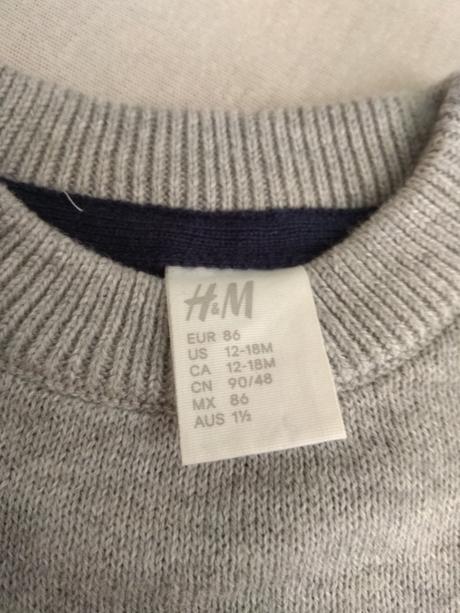 H&M
EUR 86
US 12-18M
CA 12-18M
CN 90/48
MX 86
AUS 1½